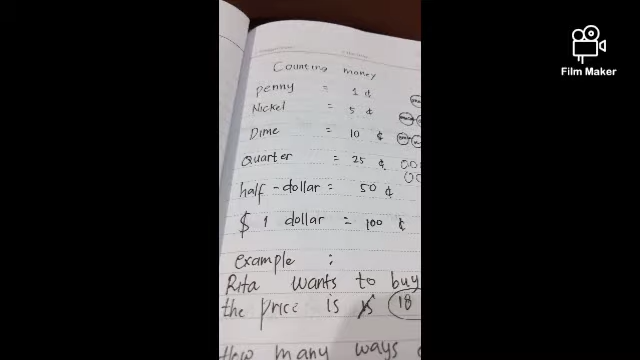 Counting money
penny = 1 ¢
Nickel = 5 ¢
Dime = 10 ¢
Quarter = 25 ¢
half-dollar = 50 ¢
$ 1 dollar = 100 ¢
example :
Rita wants to buy
the price is 18
How many ways
Film Maker